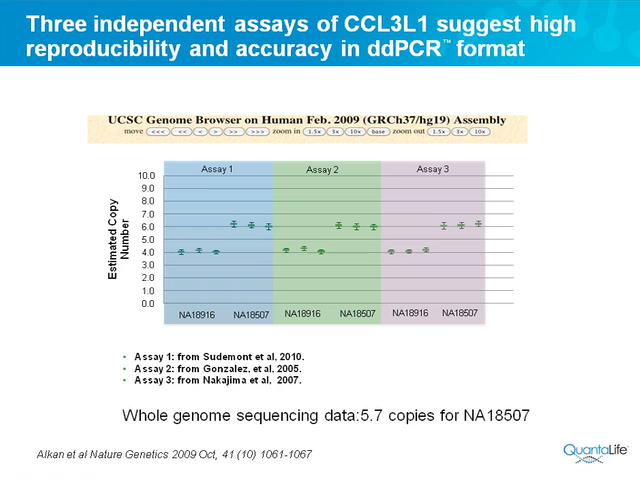 Three independent assays of CCL3L1 suggest high
reproducibility and accuracy in ddPCR™ format
UCSC Genome Browser on Human Feb. 2009 (GRCh37/hg19) Assembly
move <<< << < > >> >>> zoom in 1.5x 3x 10x base zoom out 1.5x 3x 10x
Assay 1 Assay 2 Assay 3
Estimated Copy
Number
10.0
9.0
8.0
7.0
6.0
5.0
4.0
3.0
2.0
1.0
0.0
NA18916 NA18507 NA18916 NA18507 NA18916 NA18507
• Assay 1: from Sudemont et al, 2010.
• Assay 2: from Gonzalez, et al, 2005.
• Assay 3: from Nakajima et al, 2007.
Whole genome sequencing data:5.7 copies for NA18507
Alkan et al Nature Genetics 2009 Oct, 41 (10) 1061-1067
QuantaLife